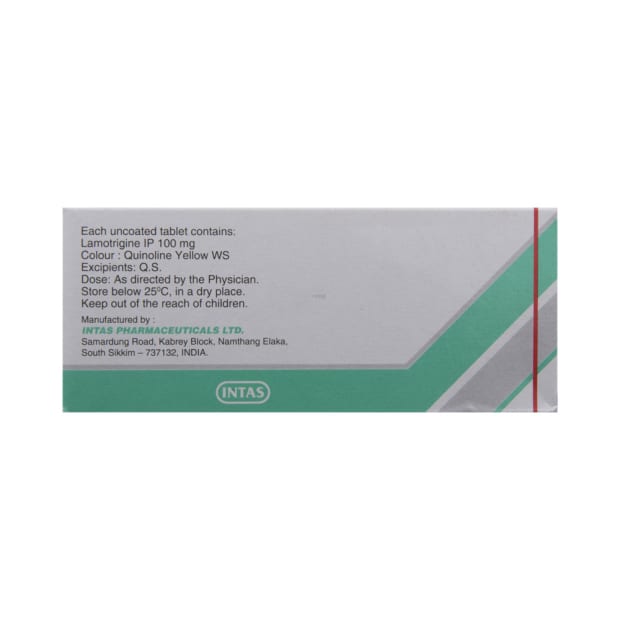 Each uncoated tablet contains:
Lamotrigine IP 100 mg
Colour : Quinoline Yellow WS
Excipients: Q.S.
Dose: As directed by the Physician.
Store below 25⁰C, in a dry place.
Keep out of the reach of children.
Manufactured by :
INTAS PHARMACEUTICALS LTD.
Samardung Road, Kabrey Block, Namthang Elaka,
South Sikkim – 737132, INDIA.
INTAS